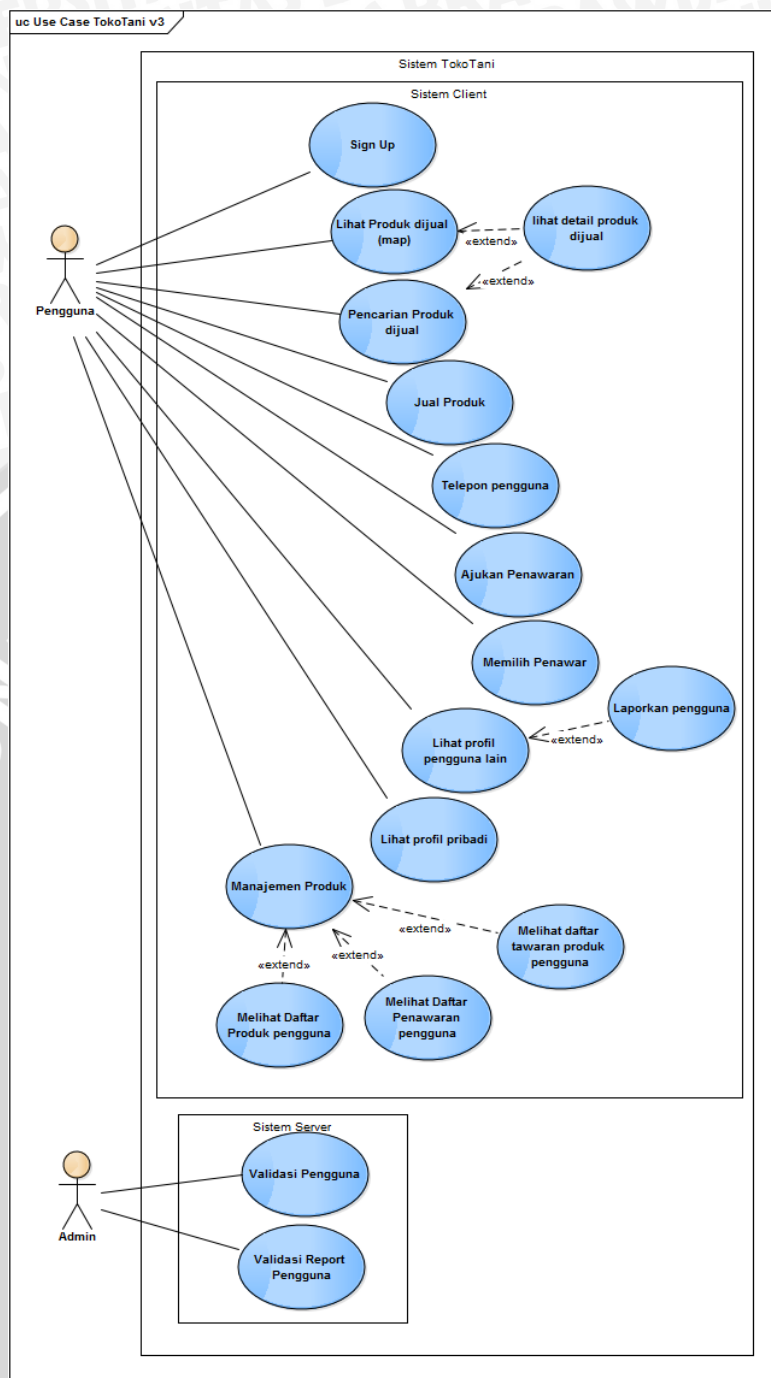 uc Use Case TokoTani v3
Sistem TokoTani
Sistem Client
Sign Up
Lihat Produk dijual
(map)
«extend»
lihat detail produk
dijual
«extend»
Pengguna
Pencarian Produk
dijual
Jual Produk
Telepon pengguna
Ajukan Penawaran
Memilih Penawar
Laporkan pengguna
«extend»
Lihat profil
pengguna lain
Lihat profil pribadi
Manajemen Produk
«extend»
Melihat daftar
tawaran produk
pengguna
«extend»
«extend»
Melihat Daftar
Produk pengguna
Melihat Daftar
Penawaran
pengguna
Sistem Server
Validasi Pengguna
Admin
Validasi Report
Pengguna